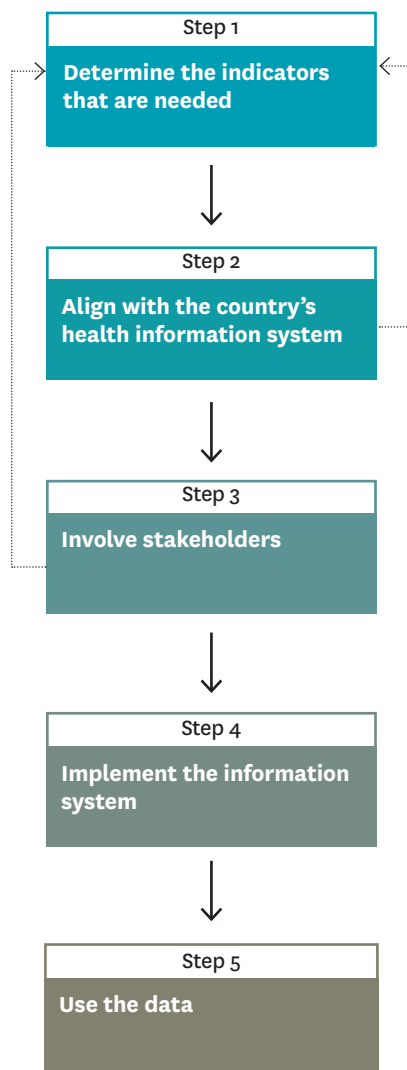 Step 1
Determine the indicators
that are needed
Step 2
Align with the country's
health information system
Step 3
Involve stakeholders
Step 4
Implement the information
system
Step 5
Use the data